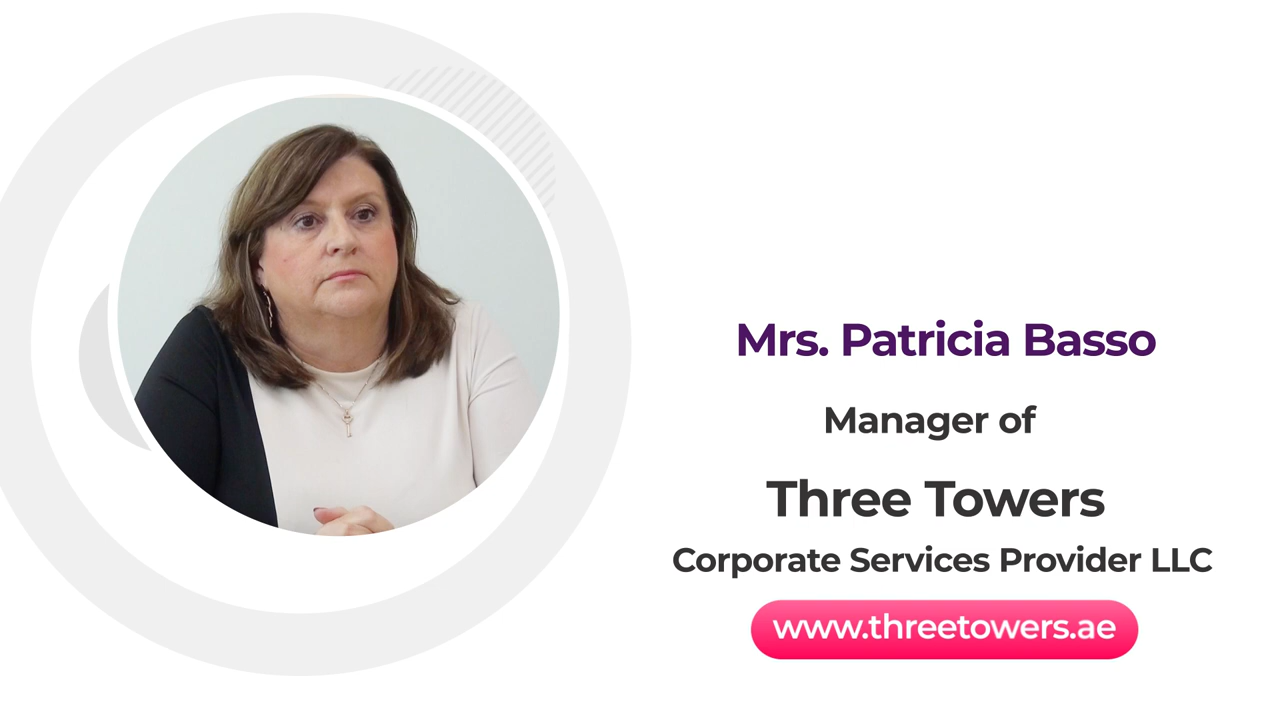 Mrs. Patricia Basso
Manager of
Three Towers
Corporate Services Provider LLC
www.threetowers.ae